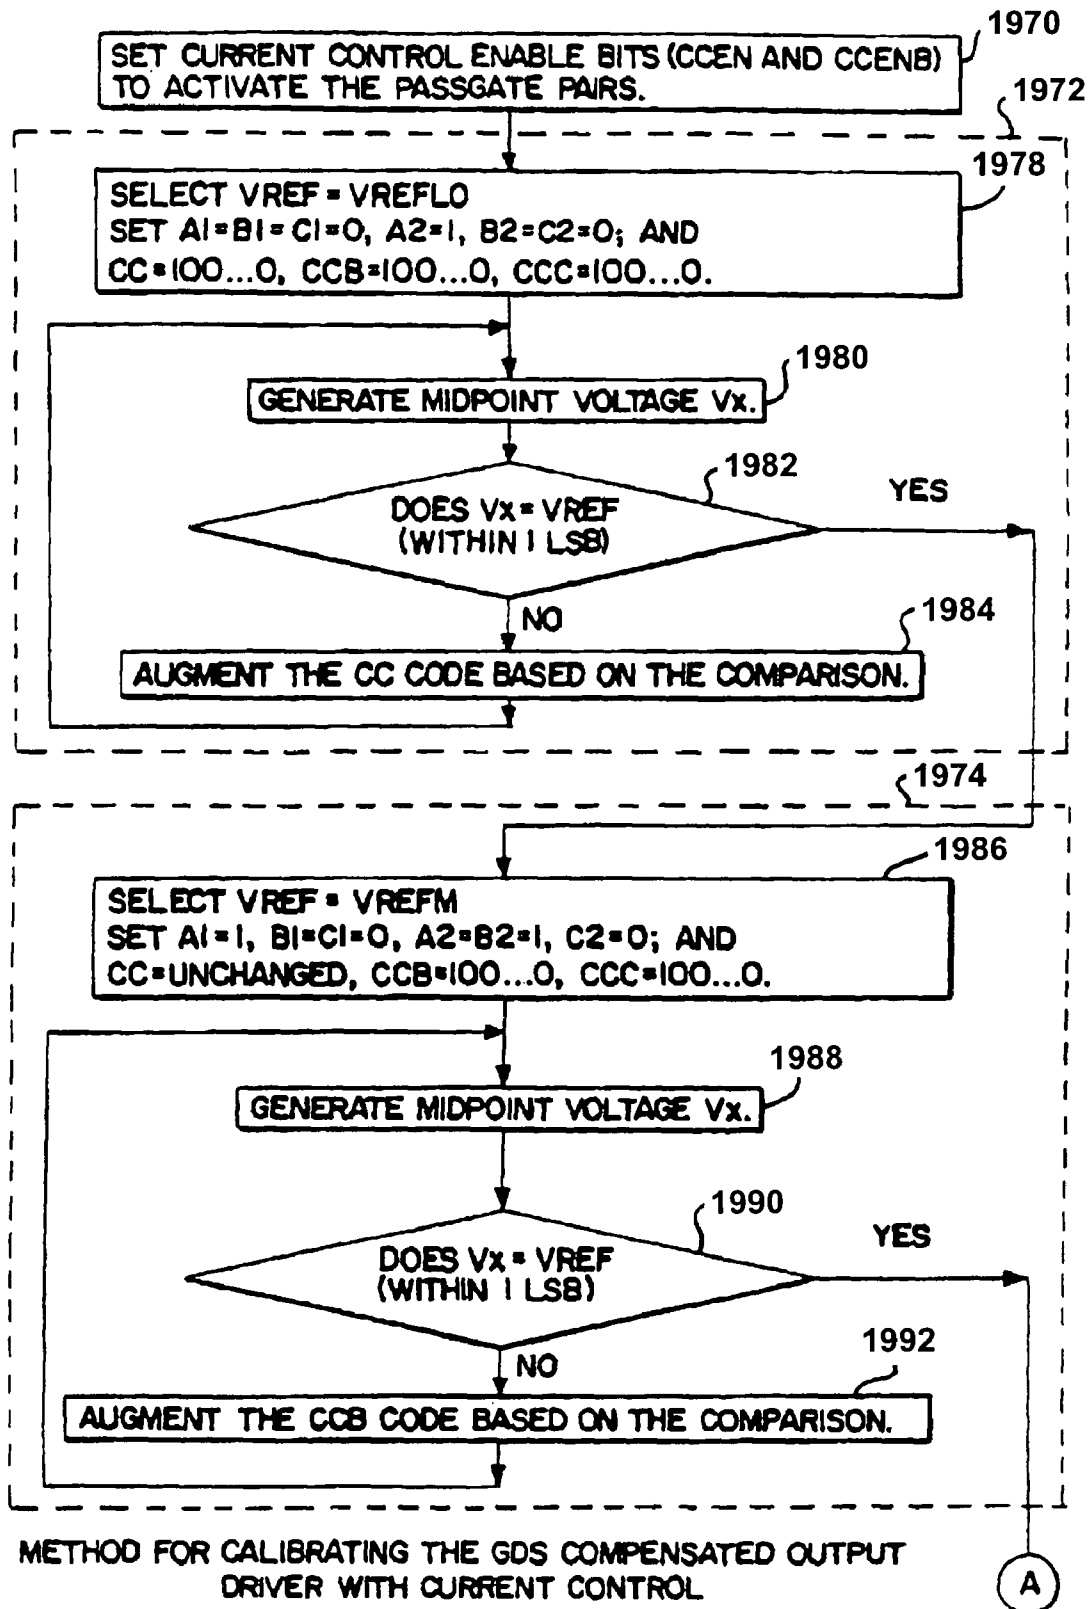 1970
SET CURRENT CONTROL ENABLE BITS (CCEN AND CCENB)
TO ACTIVATE THE PASSGATE PAIRS.
1972
1978
SELECT VREF = VREFLO
SET A1=B1=C1=0, A2=1, B2=C2=0; AND
CC=100...0, CCB=100...0, CCC=100...0.
1980
GENERATE MIDPOINT VOLTAGE Vx.
1982
YES
DOES Vx = VREF
(WITHIN 1 LSB)
NO
1984
AUGMENT THE CC CODE BASED ON THE COMPARISON.
1974
1986
SELECT VREF = VREFM
SET A1=1, B1=C1=0, A2=B2=1, C2=0; AND
CC=UNCHANGED, CCB=100...0, CCC=100...0.
1988
GENERATE MIDPOINT VOLTAGE Vx.
1990
YES
DOES Vx = VREF
(WITHIN 1 LSB)
NO
1992
AUGMENT THE CCB CODE BASED ON THE COMPARISON.
METHOD FOR CALIBRATING THE GDS COMPENSATED OUTPUT
DRIVER WITH CURRENT CONTROL
A